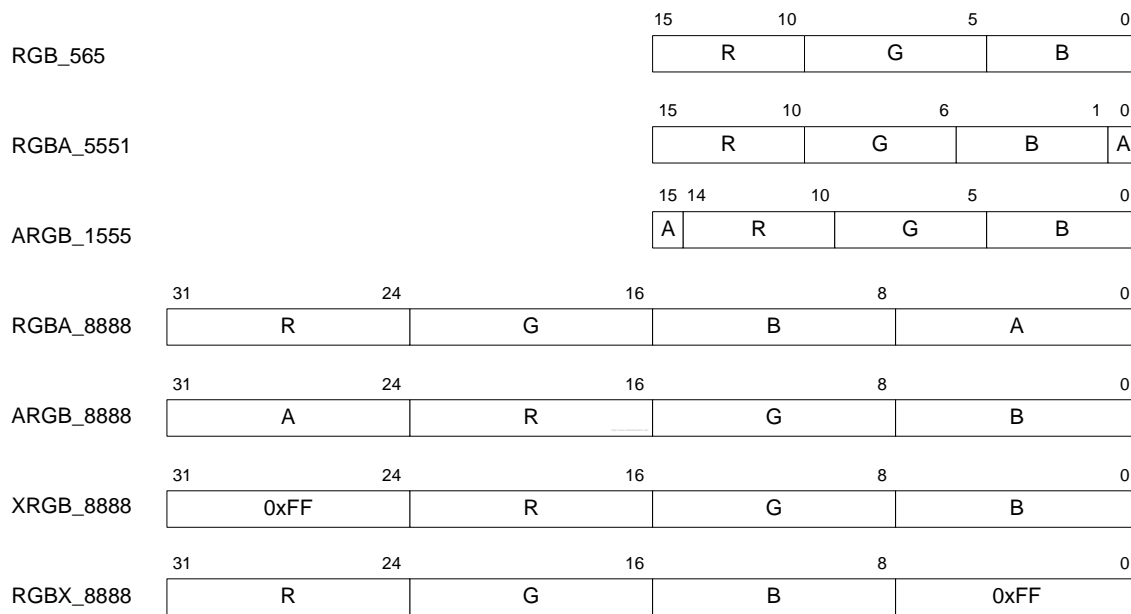 15 10 5 0
RGB_565 R G B
15 10 6 1 0
RGBA_5551 R G B A
15 14 10 5 0
ARGB_1555 A R G B
31 24 16 8 0
RGBA_8888 R G B A
31 24 16 8 0
ARGB_8888 A R G B
31 24 16 8 0
XRGB_8888 0xFF R G B
31 24 16 8 0
RGBX_8888 R G B 0xFF